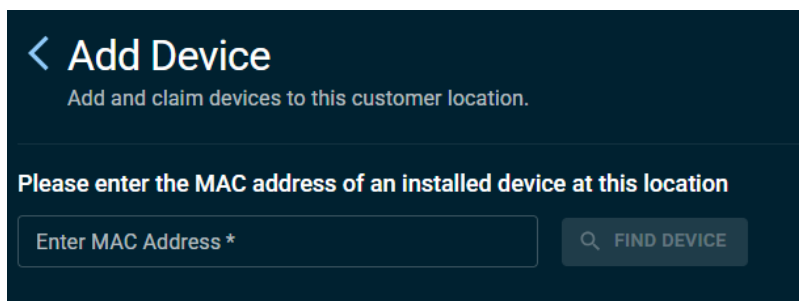 Add Device
Add and claim devices to this customer location.
Please enter the MAC address of an installed device at this location
Enter MAC Address *
FIND DEVICE